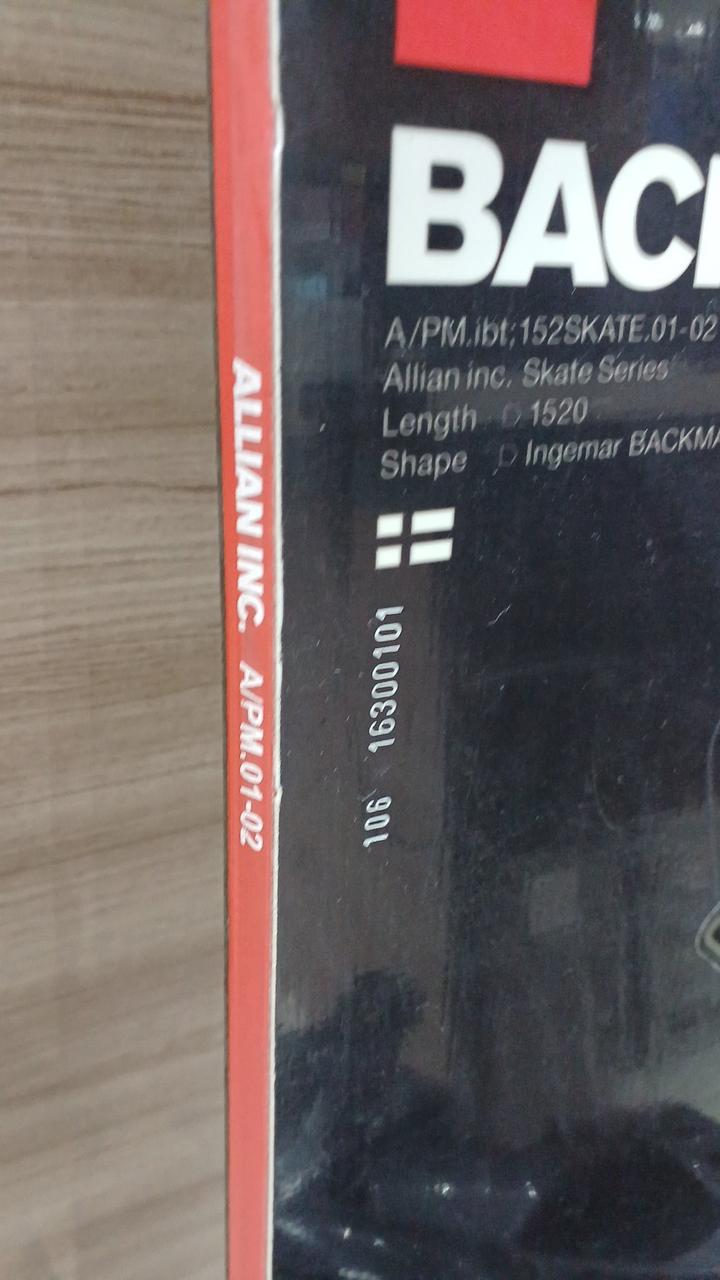 BAC
A/PM.ibt;152SKATE.01-02
Allian inc. Skate Series
Length D 1520
Shape D Ingemar BACKMA
106 16300101
ALLIAN INC. A/PM.01-02